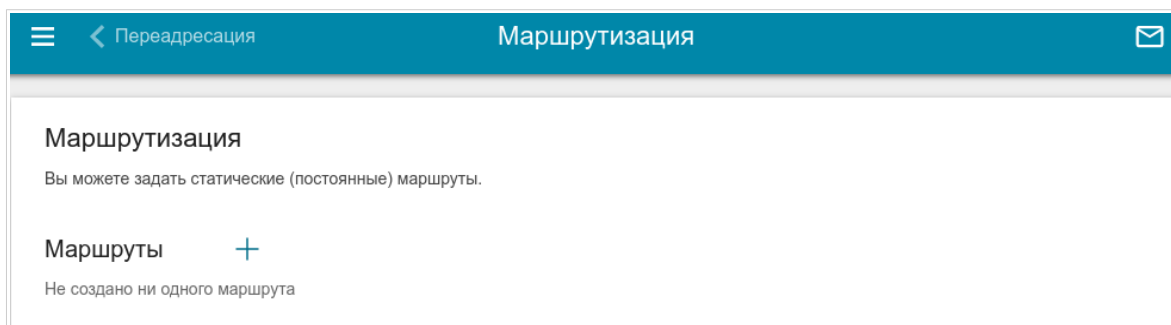 Переадресация
Маршрутизация
Маршрутизация
Вы можете задать статические (постоянные) маршруты.
Маршруты
Не создано ни одного маршрута